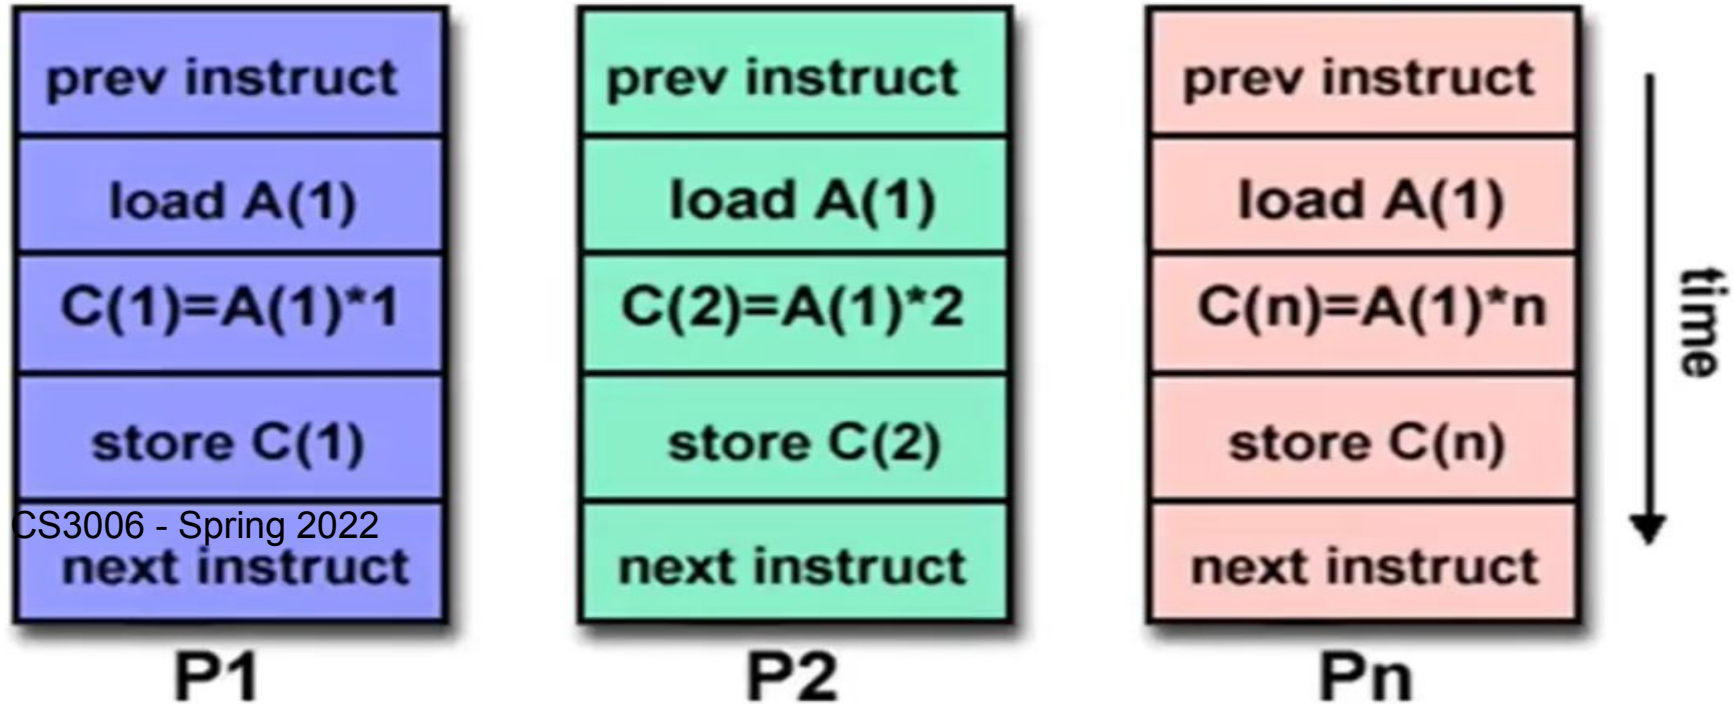 prev instruct
load A(1)
C(1)=A(1)*1
store C(1)
CS3006 - Spring 2022
next instruct
P1
prev instruct
load A(1)
C(2)=A(1)*2
store C(2)
next instruct
P2
prev instruct
load A(1)
C(n)=A(1)*n
store C(n)
next instruct
Pn
time